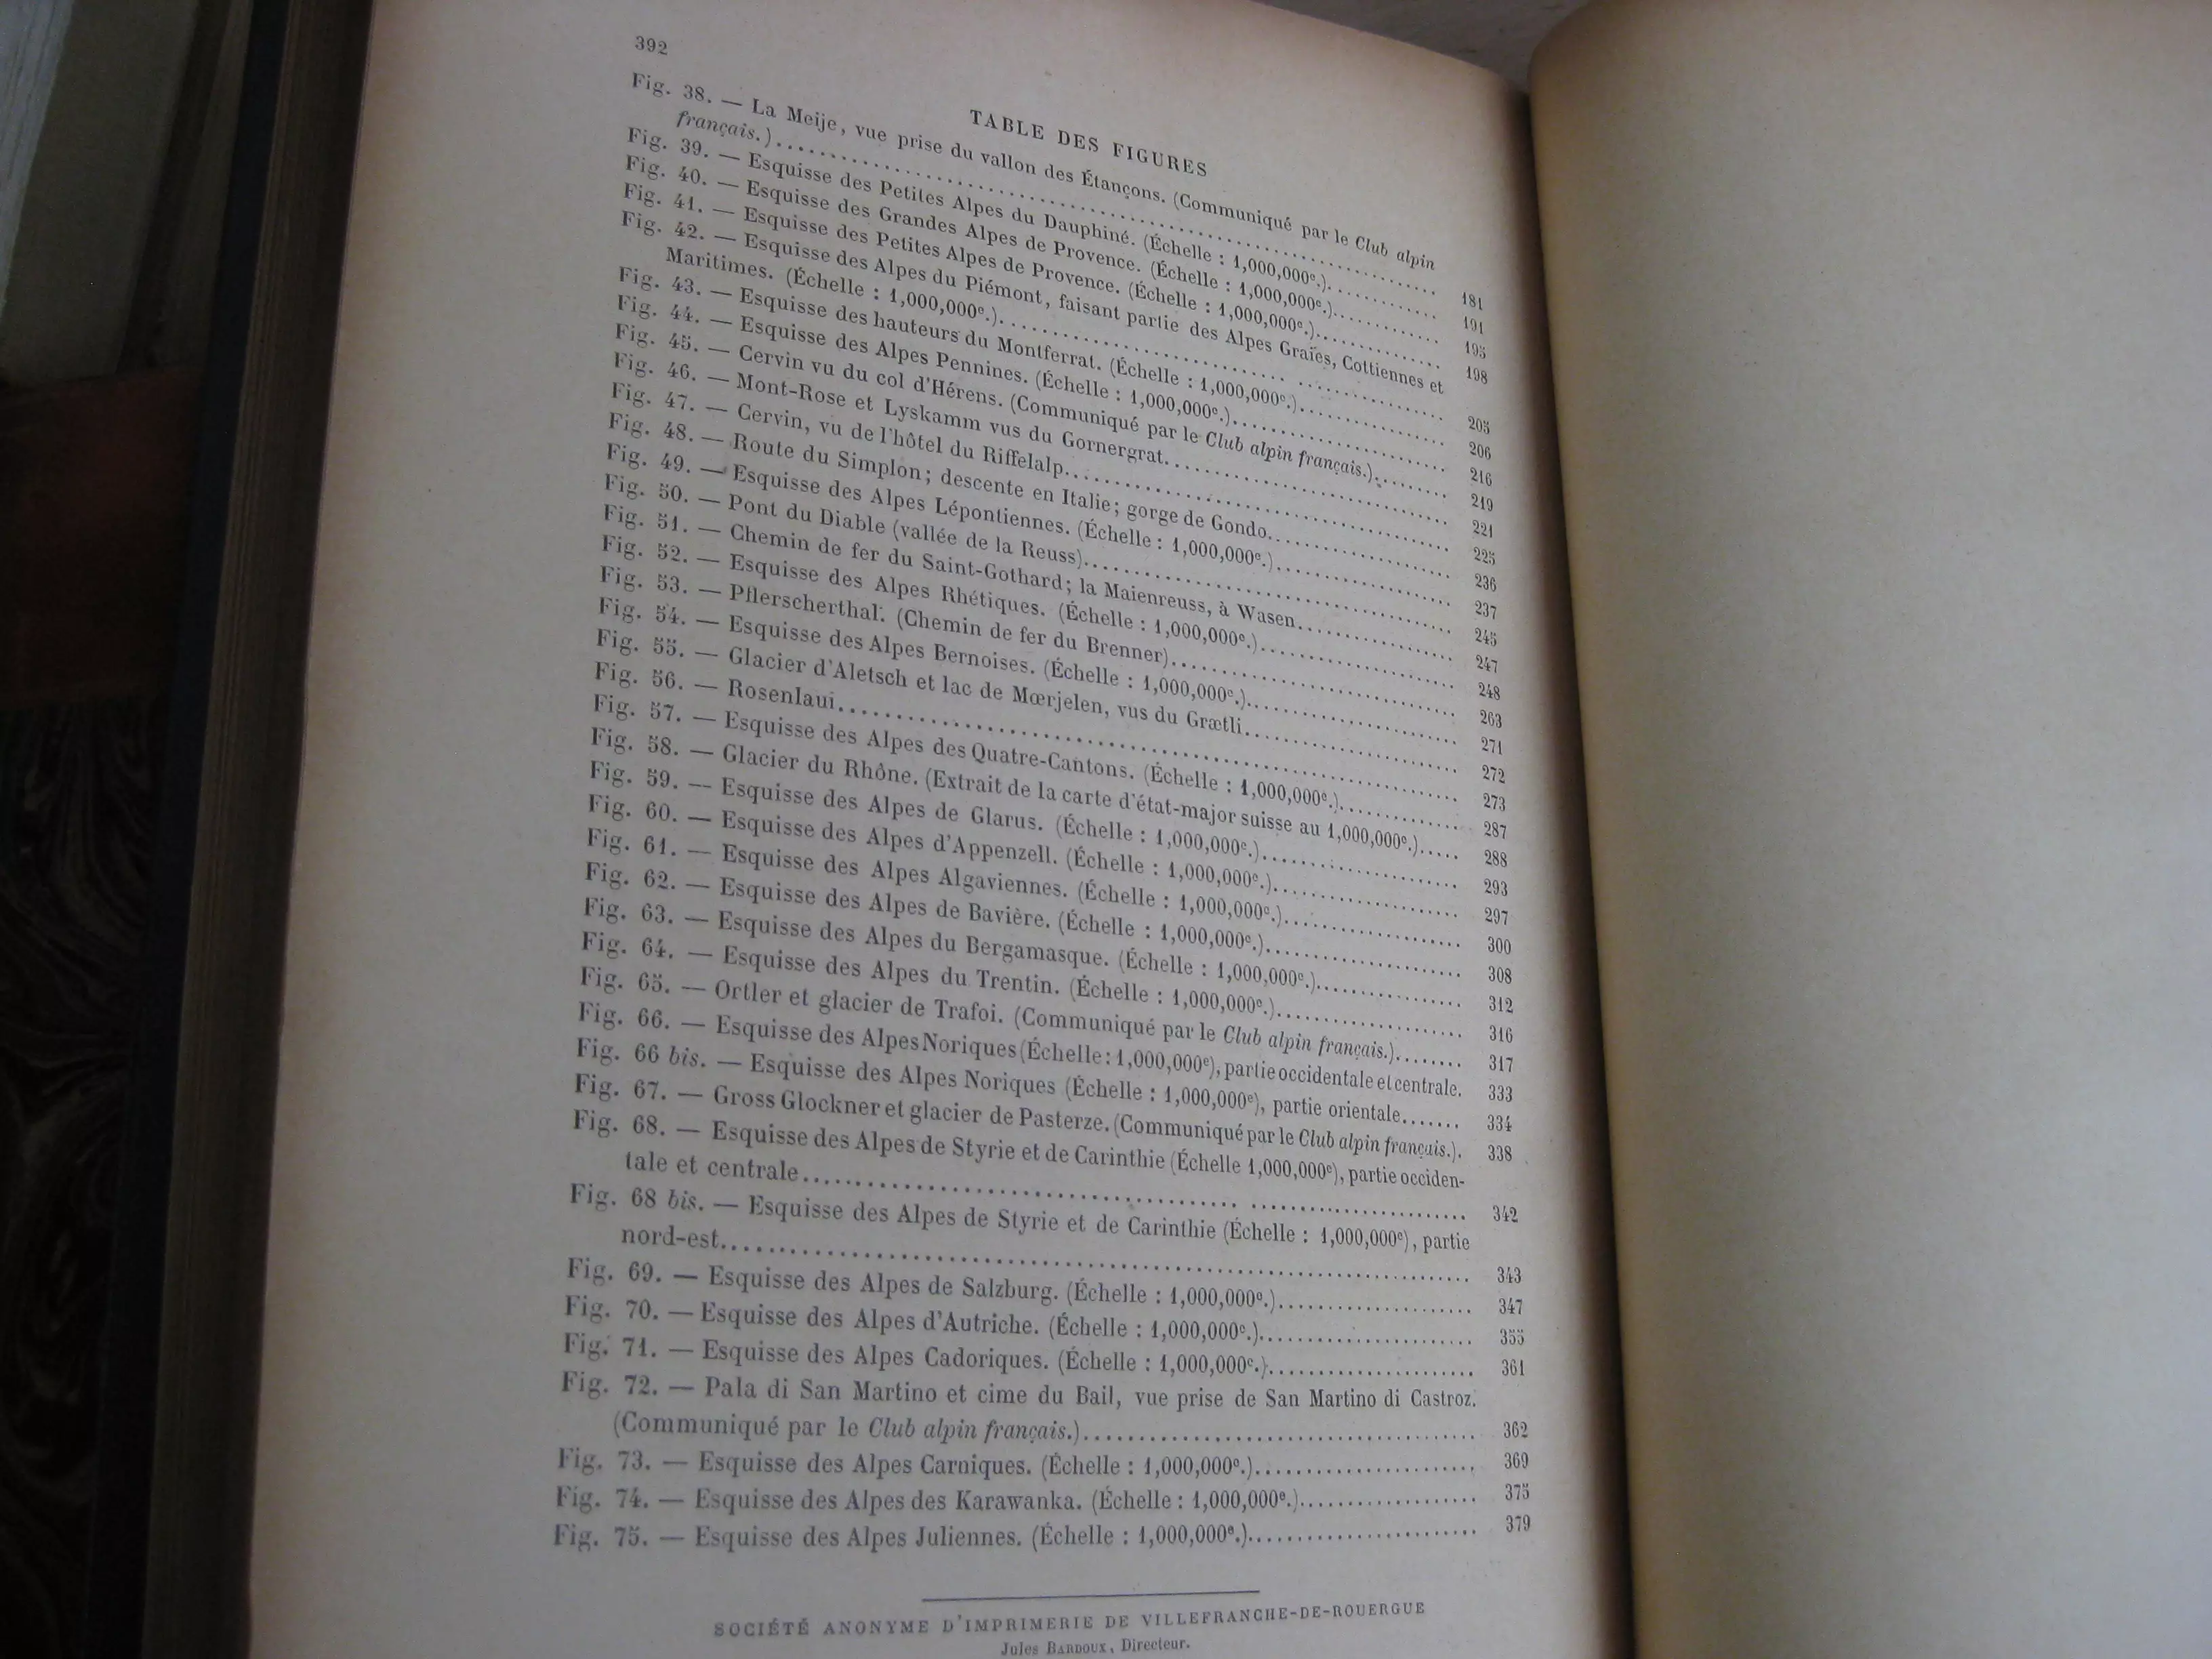 392
TABLE DES FIGURES
Fig. 38. — La Meije, vue prise du vallon des Étançons. (Communiqué par le Club alpin
français.)........ 181
Fig. 39. — Esquisse des Petites Alpes du Dauphiné. (Échelle : 1,000,000e.)........ 191
Fig. 40. — Esquisse des Grandes Alpes de Provence. (Échelle : 1,000,000e.)........ 195
Fig. 41. — Esquisse des Petites Alpes de Provence. (Échelle : 1,000,000e.)........ 198
Fig. 42. — Esquisse des Alpes du Piémont, faisant partie des Alpes Graïes, Cottiennes et
Maritimes. (Échelle : 1,000,000e.)........ 205
Fig. 43. — Esquisse des hauteurs du Montferrat. (Échelle : 1,000,000e.)........ 206
Fig. 44. — Esquisse des Alpes Pennines. (Échelle : 1,000,000e.)........ 216
Fig. 45. — Cervin vu du col d'Hérens. (Communiqué par le Club alpin français.)........ 219
Fig. 46. — Mont-Rose et Lyskamm vus du Gornergrat........ 221
Fig. 47. — Cervin, vu de l'hôtel du Riffelalp........ 225
Fig. 48. — Route du Simplon; descente en Italie; gorge de Gondo........ 236
Fig. 49. — Esquisse des Alpes Lépontiennes. (Échelle : 1,000,000e.)........ 237
Fig. 50. — Pont du Diable (vallée de la Reuss)........ 245
Fig. 51. — Chemin de fer du Saint-Gothard; la Maienreuss, à Wasen........ 247
Fig. 52. — Esquisse des Alpes Rhétiques. (Échelle : 1,000,000e.)........ 248
Fig. 53. — Pflerscherthal. (Chemin de fer du Brenner)........ 263
Fig. 54. — Esquisse des Alpes Bernoises. (Échelle : 1,000,000e.)........ 271
Fig. 55. — Glacier d'Aletsch et lac de Mœrjelen, vus du Grætli........ 272
Fig. 56. — Rosenlaui........ 273
Fig. 57. — Esquisse des Alpes des Quatre-Cantons. (Échelle : 1,000,000e.)........ 287
Fig. 58. — Glacier du Rhône. (Extrait de la carte d'état-major suisse au 1,000,000e.)..... 288
Fig. 59. — Esquisse des Alpes de Glarus. (Échelle : 1,000,000e.)........ 293
Fig. 60. — Esquisse des Alpes d'Appenzell. (Échelle : 1,000,000e.)........ 297
Fig. 61. — Esquisse des Alpes Algaviennes. (Échelle : 1,000,000e.)........ 300
Fig. 62. — Esquisse des Alpes de Bavière. (Échelle : 1,000,000e.)........ 308
Fig. 63. — Esquisse des Alpes du Bergamasque. (Échelle : 1,000,000e.)........ 312
Fig. 64. — Esquisse des Alpes du Trentin. (Échelle : 1,000,000e.)........ 316
Fig. 65. — Ortler et glacier de Trafoi. (Communiqué par le Club alpin français.)........ 317
Fig. 66. — Esquisse des Alpes Noriques (Échelle : 1,000,000e), partie occidentale et centrale. 333
Fig. 66 bis. — Esquisse des Alpes Noriques (Échelle : 1,000,000e), partie orientale....... 334
Fig. 67. — Gross Glockner et glacier de Pasterze. (Communiqué par le Club alpin français.). 338
Fig. 68. — Esquisse des Alpes de Styrie et de Carinthie (Échelle 1,000,000e), partie occiden-
tale et centrale........ 342
Fig. 68 bis. — Esquisse des Alpes de Styrie et de Carinthie (Échelle : 1,000,000e), partie
nord-est........ 343
Fig. 69. — Esquisse des Alpes de Salzburg. (Échelle : 1,000,000e.)........ 347
Fig. 70. — Esquisse des Alpes d'Autriche. (Échelle : 1,000,000e.)........ 355
Fig. 71. — Esquisse des Alpes Cadoriques. (Échelle : 1,000,000e.)........ 361
Fig. 72. — Pala di San Martino et cime du Bail, vue prise de San Martino di Castroz.
(Communiqué par le Club alpin français.)........ 362
Fig. 73. — Esquisse des Alpes Carniques. (Échelle : 1,000,000e.)........ 369
Fig. 74. — Esquisse des Alpes des Karawanka. (Échelle : 1,000,000e.)........ 375
Fig. 75. — Esquisse des Alpes Juliennes. (Échelle : 1,000,000e.)........ 379
SOCIÉTÉ ANONYME D'IMPRIMERIE DE VILLEFRANCHE-DE-ROUERGUE
Jules BARDOUX, Directeur.